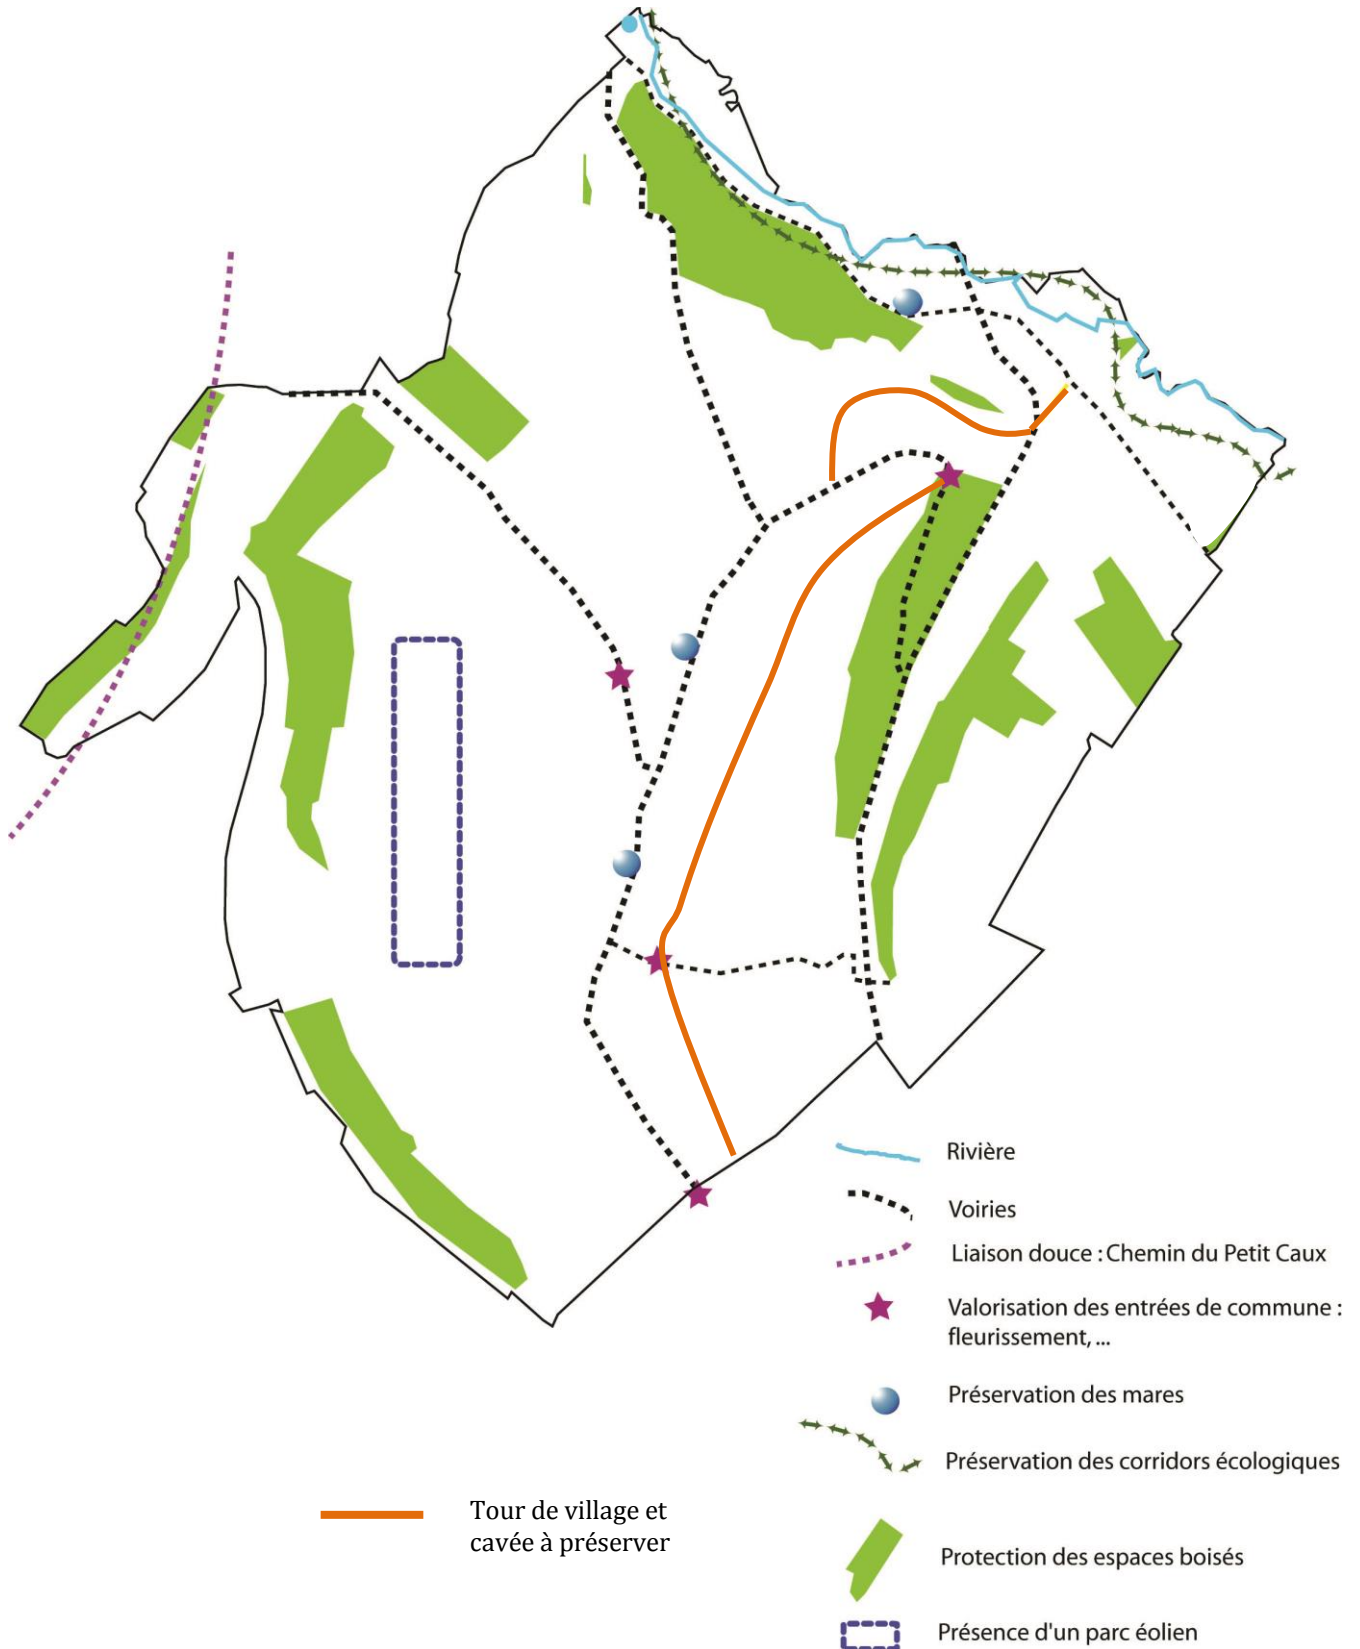 Rivière
Voiries
Liaison douce : Chemin du Petit Caux
Valorisation des entrées de commune :
fleurissement, ...
Préservation des mares
Préservation des corridors écologiques
Tour de village et
cavée à préserver
Protection des espaces boisés
Présence d'un parc éolien